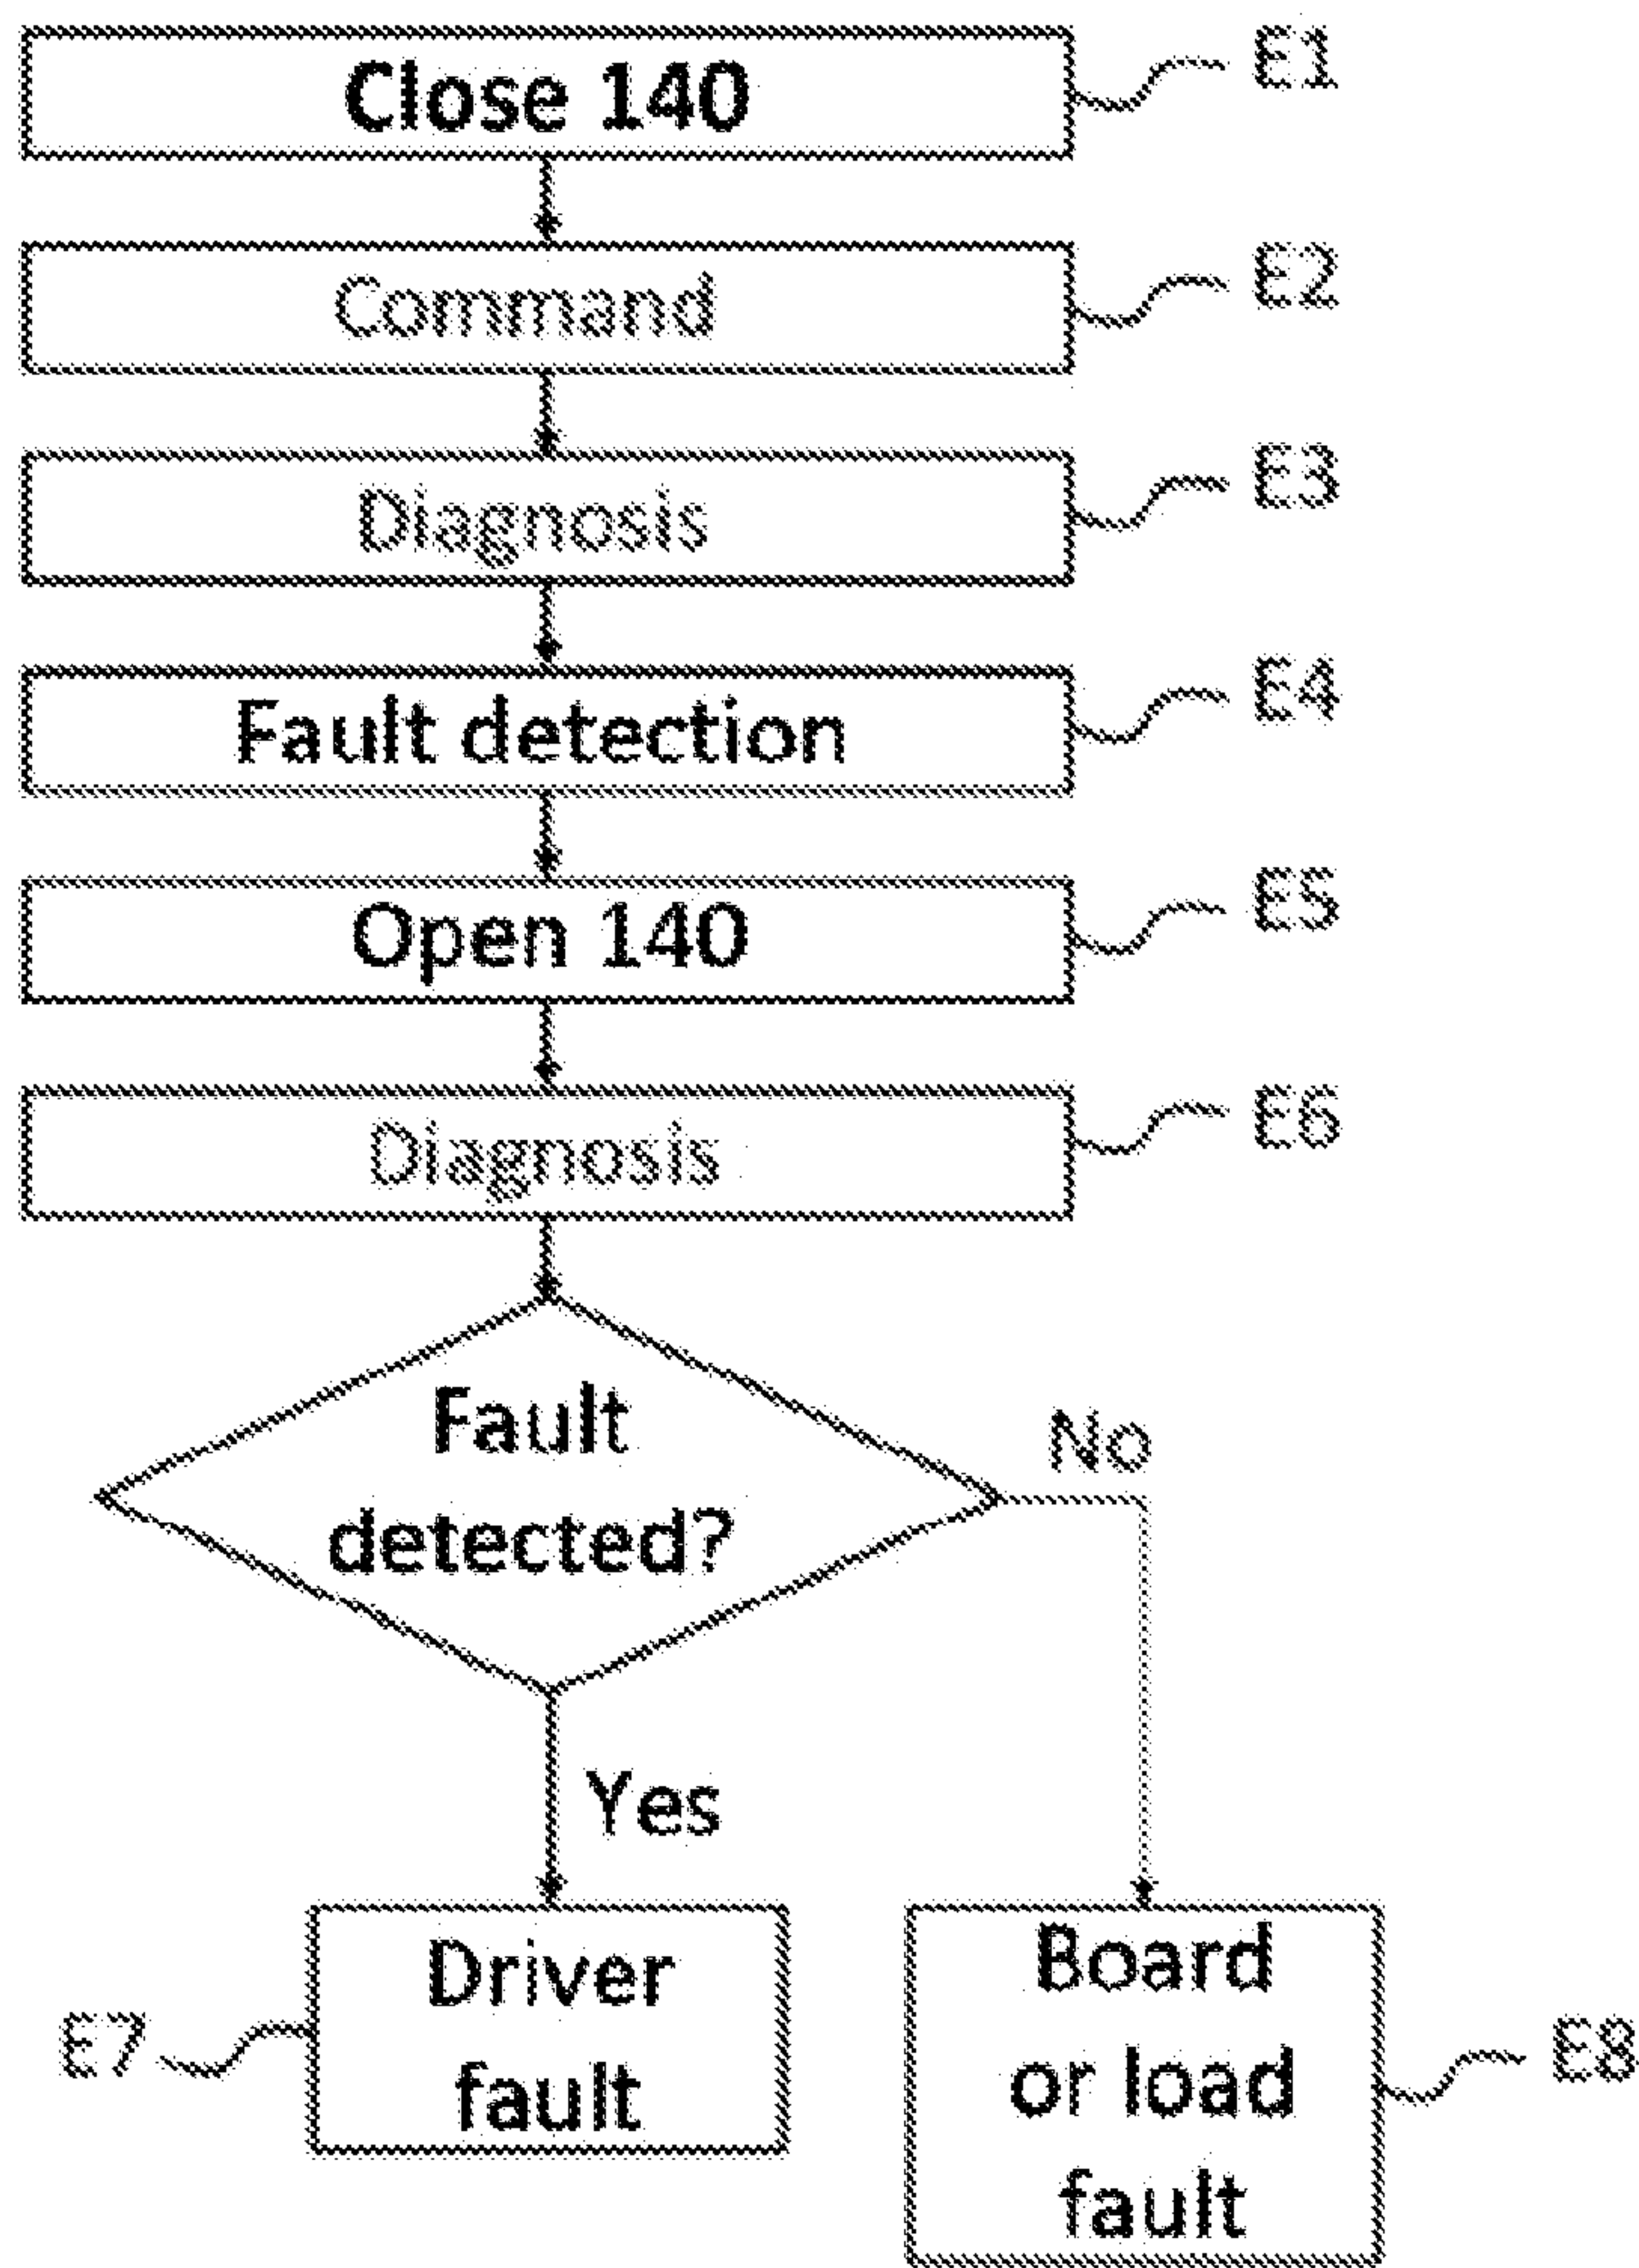 Close 140
E1
Command
E2
Diagnosis
E3
Fault detection
E4
Open 140
E5
Diagnosis
E6
Fault
detected?
No
Yes
Driver
fault
E7
Board
or load
fault
E8